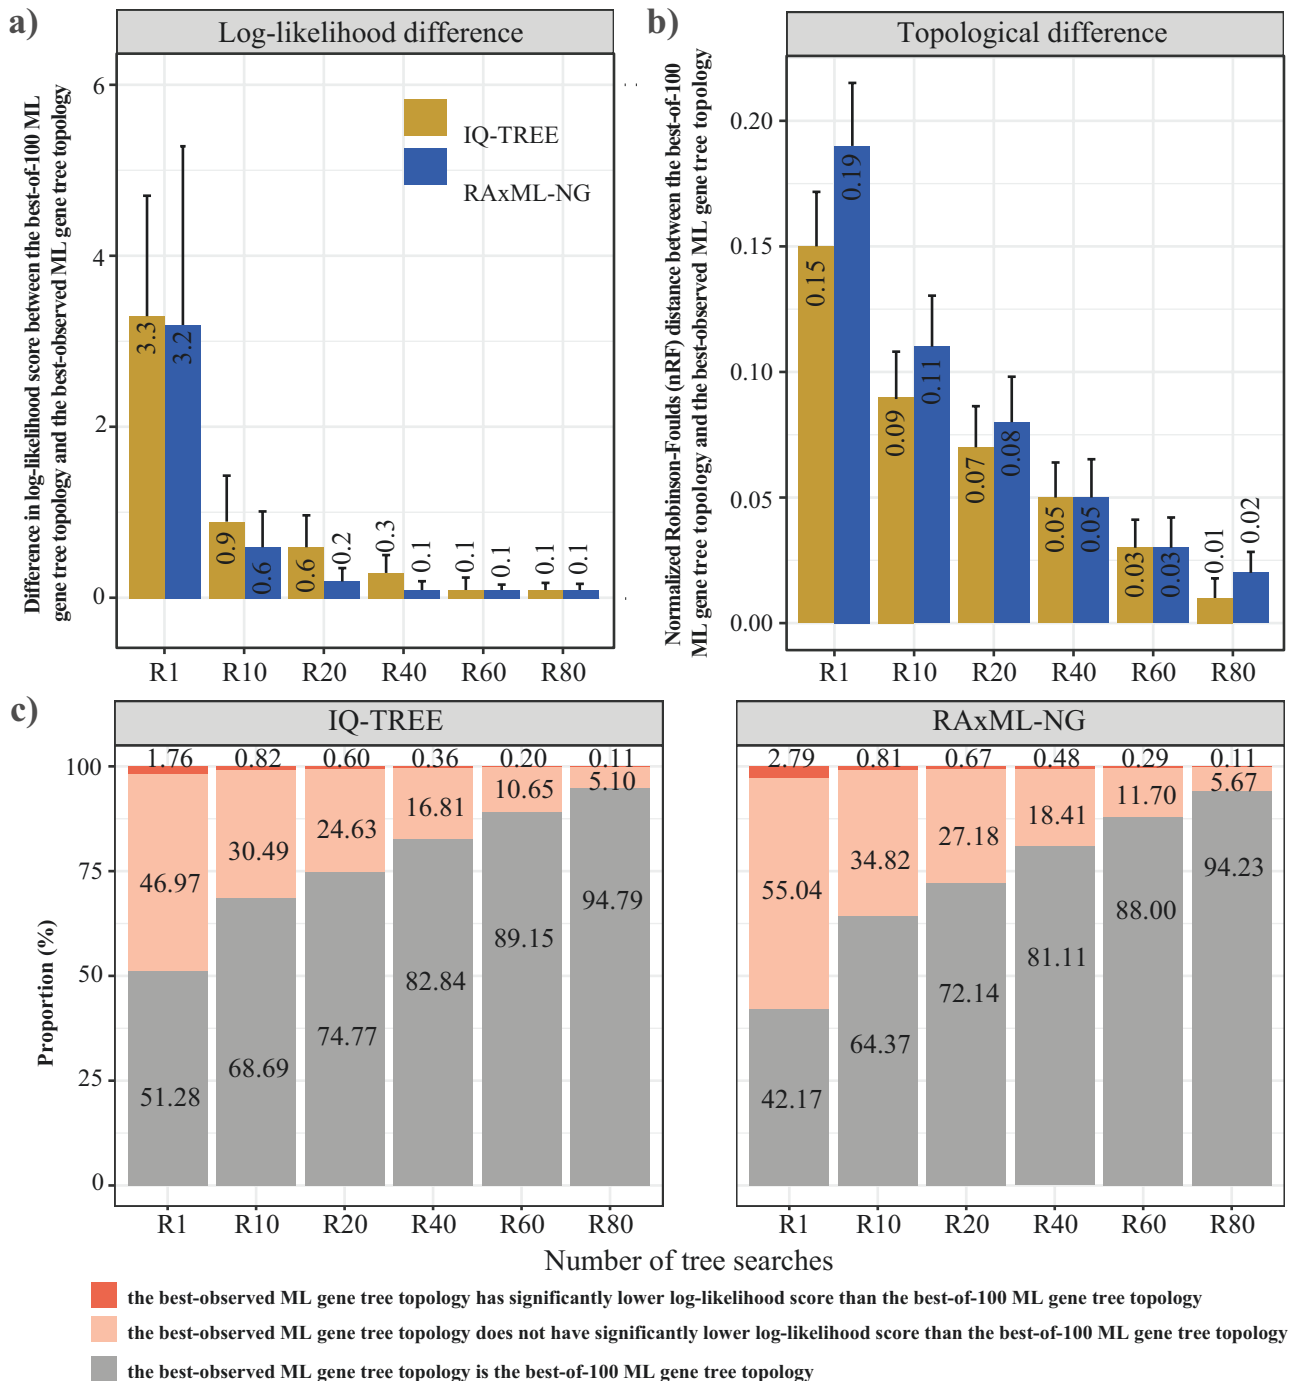 a)
Log-likelihood difference
Difference in log-likelihood score between the best-of-100 ML
gene tree topology and the best-observed ML gene tree topology
6
4
2
0
IQ-TREE
RAxML-NG
3.3
3.2
0.9
0.6
0.6
0.2
0.3
0.1
0.1
0.1
0.1
0.1
R1 R10 R20 R40 R60 R80
b)
Topological difference
Normalized Robinson-Foulds (nRF) distance between the best-of-100
ML gene tree topology and the best-observed ML gene tree topology
0.20
0.15
0.10
0.05
0.00
0.15
0.19
0.09
0.11
0.07
0.08
0.05
0.05
0.03
0.03
0.01
0.02
R1 R10 R20 R40 R60 R80
c)
IQ-TREE
Proportion (%)
100
75
50
25
0
1.76 0.82 0.60 0.36 0.20 0.11
46.97 30.49 24.63 16.81 10.65 5.10
51.28 68.69 74.77 82.84 89.15 94.79
R1 R10 R20 R40 R60 R80
RAxML-NG
2.79 0.81 0.67 0.48 0.29 0.11
55.04 34.82 27.18 18.41 11.70 5.67
42.17 64.37 72.14 81.11 88.00 94.23
R1 R10 R20 R40 R60 R80
Number of tree searches
the best-observed ML gene tree topology has significantly lower log-likelihood score than the best-of-100 ML gene tree topology
the best-observed ML gene tree topology does not have significantly lower log-likelihood score than the best-of-100 ML gene tree topology
the best-observed ML gene tree topology is the best-of-100 ML gene tree topology